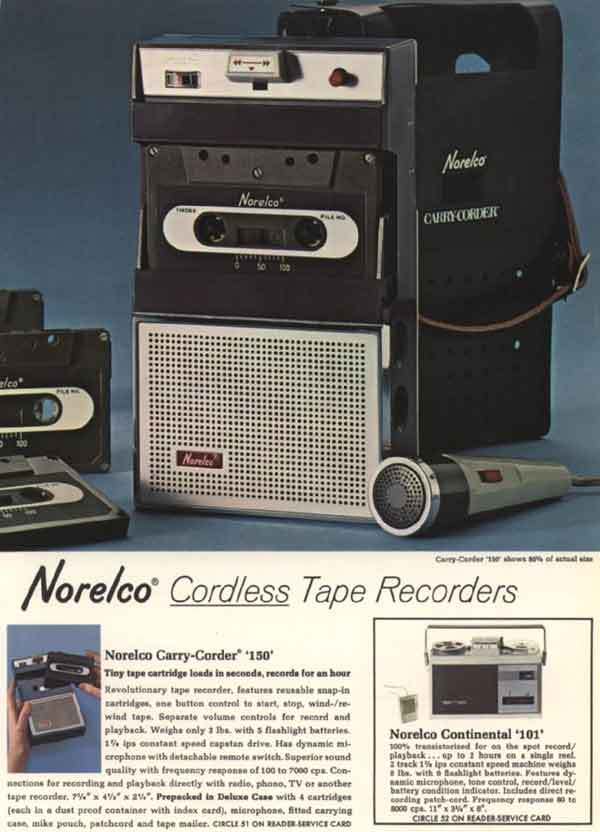 Norelco
CARRY-CORDER
Norelco®
INDEX
FILE NO.
0 50 100
elco®
FILE NO.
0 100
Norelco
Carry-Corder '150' shown 80% of actual size
Norelco® Cordless Tape Recorders
Norelco Carry-Corder® '150'
Tiny tape cartridge loads in seconds, records for an hour
Revolutionary tape recorder, features reusable snap-in
cartridges, one button control to start, stop, wind-/re-
wind tape. Separate volume controls for record and
playback. Weighs only 3 lbs. with 5 flashlight batteries.
1⅞ ips constant speed capstan drive. Has dynamic mi-
crophone with detachable remote switch. Superior sound
quality with frequency response of 100 to 7000 cps. Con-
nections for recording and playback directly with radio, phono, TV or another
tape recorder. 7¾" x 4½" x 2¼". Prepacked in Deluxe Case with 4 cartridges
(each in a dust proof container with index card), microphone, fitted carrying
case, mike pouch, patchcord and tape mailer. CIRCLE 51 ON READER-SERVICE CARD
Norelco Continental '101'
100% transistorized for on the spot record/
playback... up to 2 hours on a single reel.
2 track 1⅞ ips constant speed machine weighs
8 lbs. with 6 flashlight batteries. Features dy-
namic microphone, tone control, record/level/
battery condition indicator. Includes direct re-
cording patch-cord. Frequency response 80 to
8000 cps. 11" x 3¾" x 8".
CIRCLE 52 ON READER-SERVICE CARD